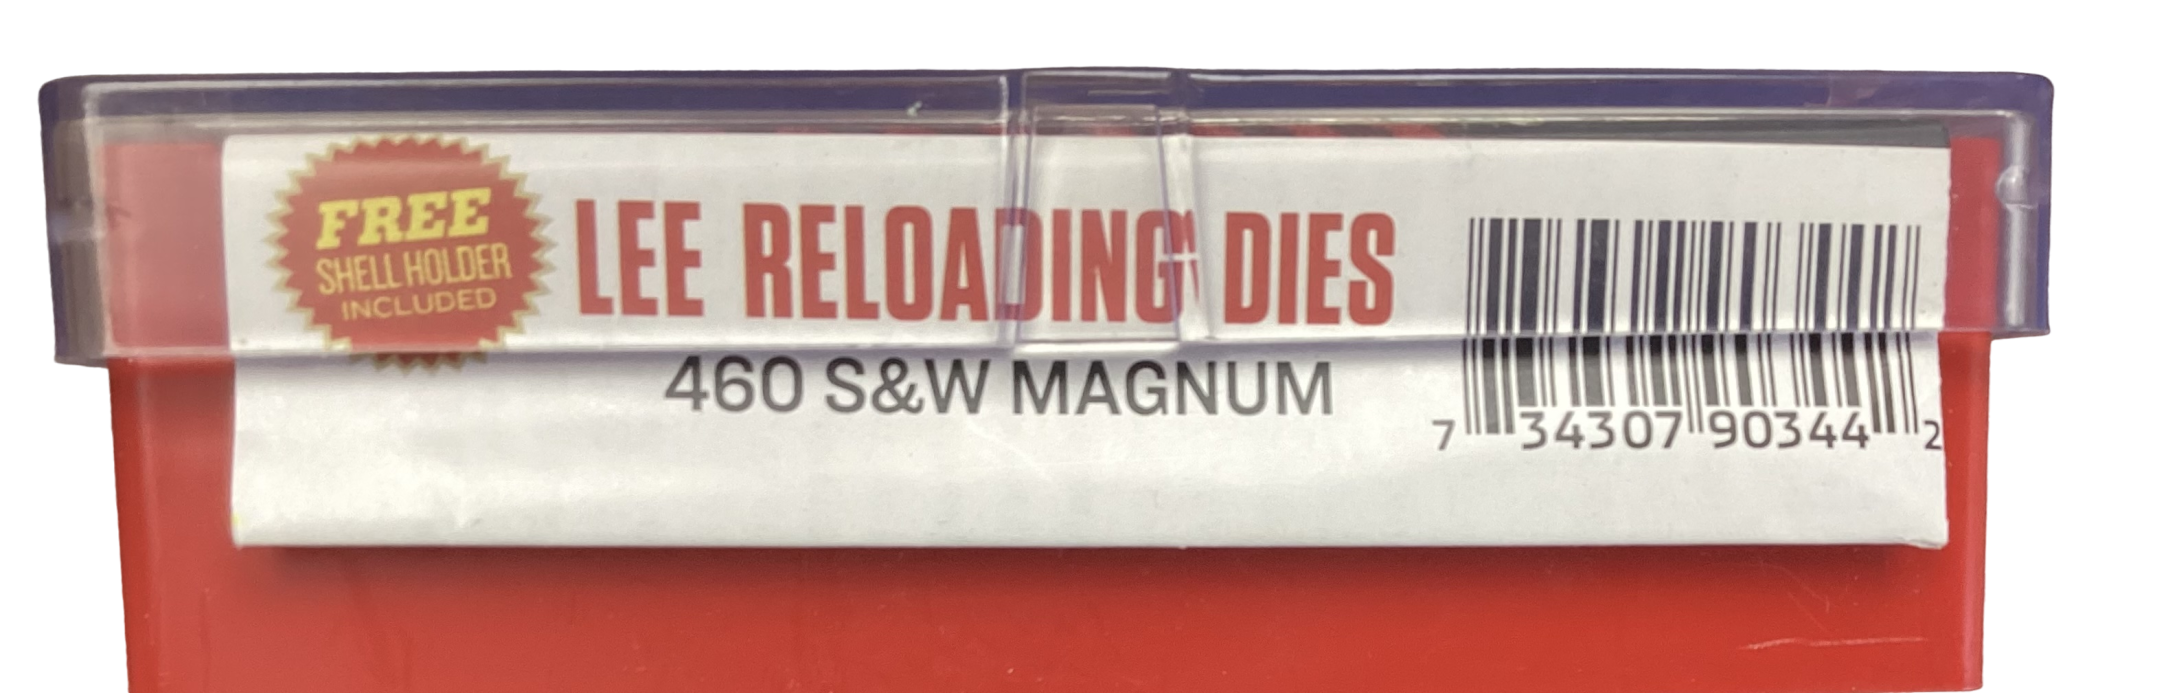 FREE
SHELL HOLDER
INCLUDED
LEE RELOADING DIES
460 S&W MAGNUM
7 34307 90344 2